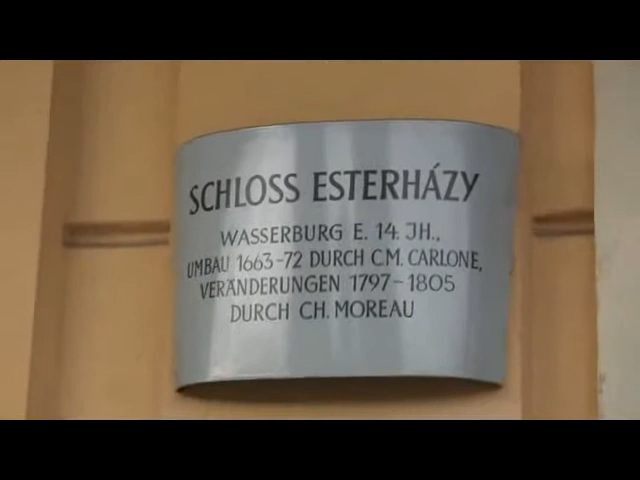 SCHLOSS ESTERHÁZY
WASSERBURG E. 14. JH.,
UMBAU 1663-72 DURCH C.M. CARLONE,
VERÄNDERUNGEN 1797-1805
DURCH CH. MOREAU